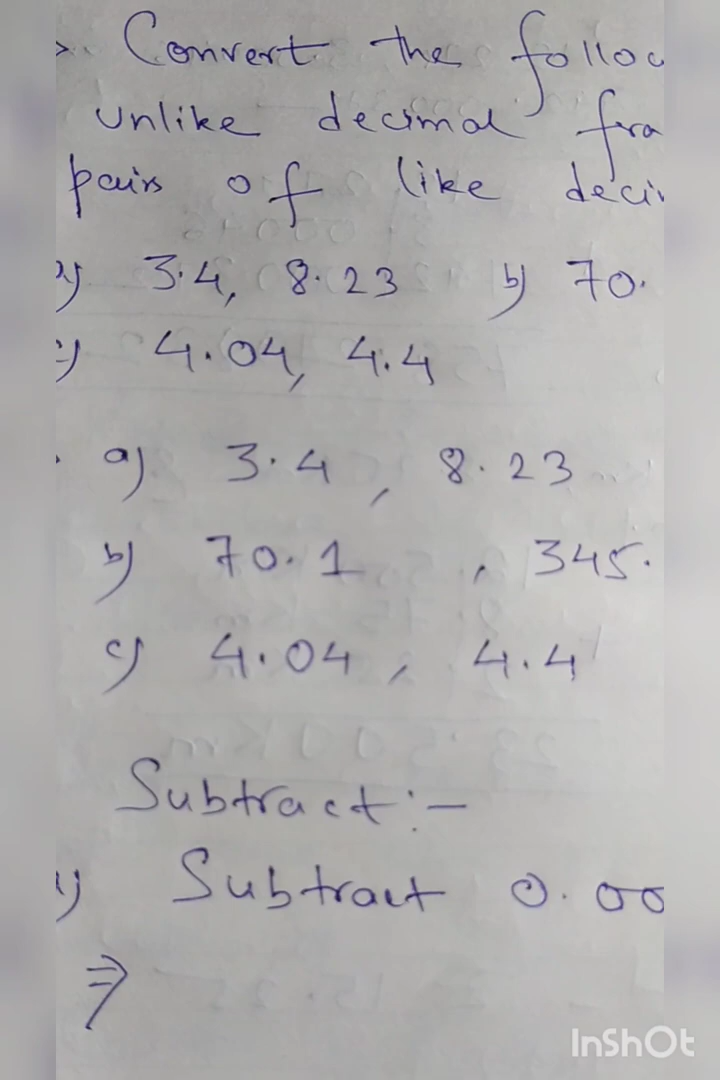 Convert the follow
unlike decimal fra
pairs of like deci
a) 3.4, 8.23 b) 70.
c) 4.04, 4.4
a) 3.4, 8.23
b) 70.1, 345.
c) 4.04, 4.4
Subtract:-
Subtract 0.00
⇒
InShOt